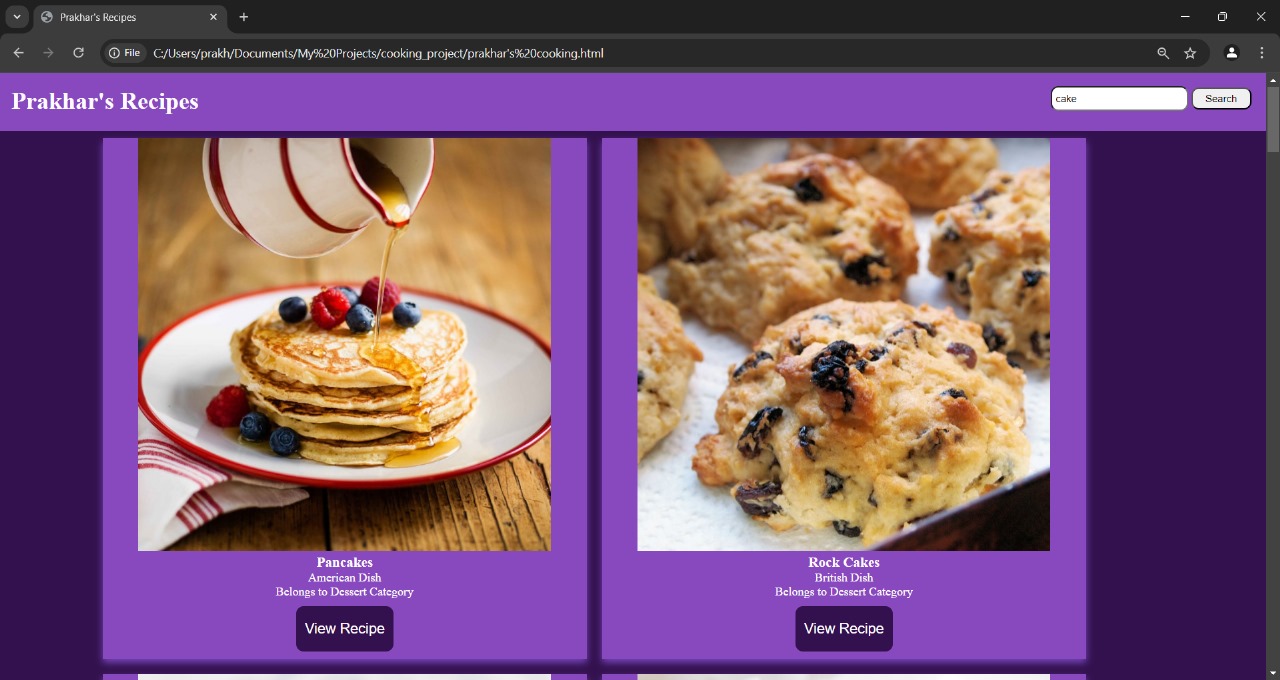 Prakhar's Recipes
File
C:/Users/prakh/Documents/My%20Projects/cooking_project/prakhar's%20cooking.html
Prakhar's Recipes
cake
Search
Pancakes
American Dish
Belongs to Dessert Category
View Recipe
Rock Cakes
British Dish
Belongs to Dessert Category
View Recipe